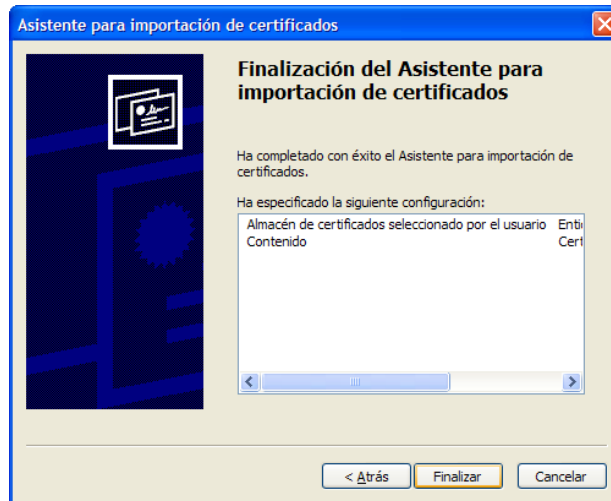 Asistente para importación de certificados
Finalización del Asistente para
importación de certificados
Ha completado con éxito el Asistente para importación de
certificados.
Ha especificado la siguiente configuración:
Almacén de certificados seleccionado por el usuario Enti
Contenido Cert
< Atrás Finalizar Cancelar